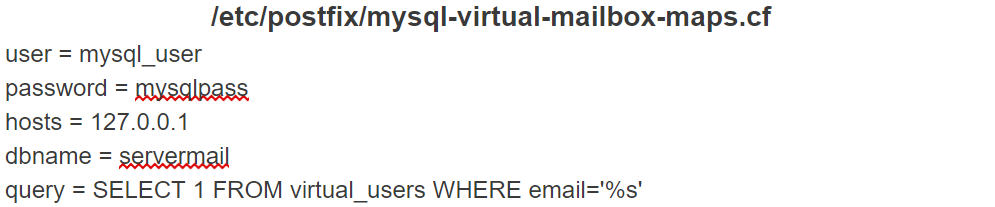 /etc/postfix/mysql-virtual-mailbox-maps.cf
user = mysql_user
password = mysqlpass
hosts = 127.0.0.1
dbname = servermail
query = SELECT 1 FROM virtual_users WHERE email='%s'